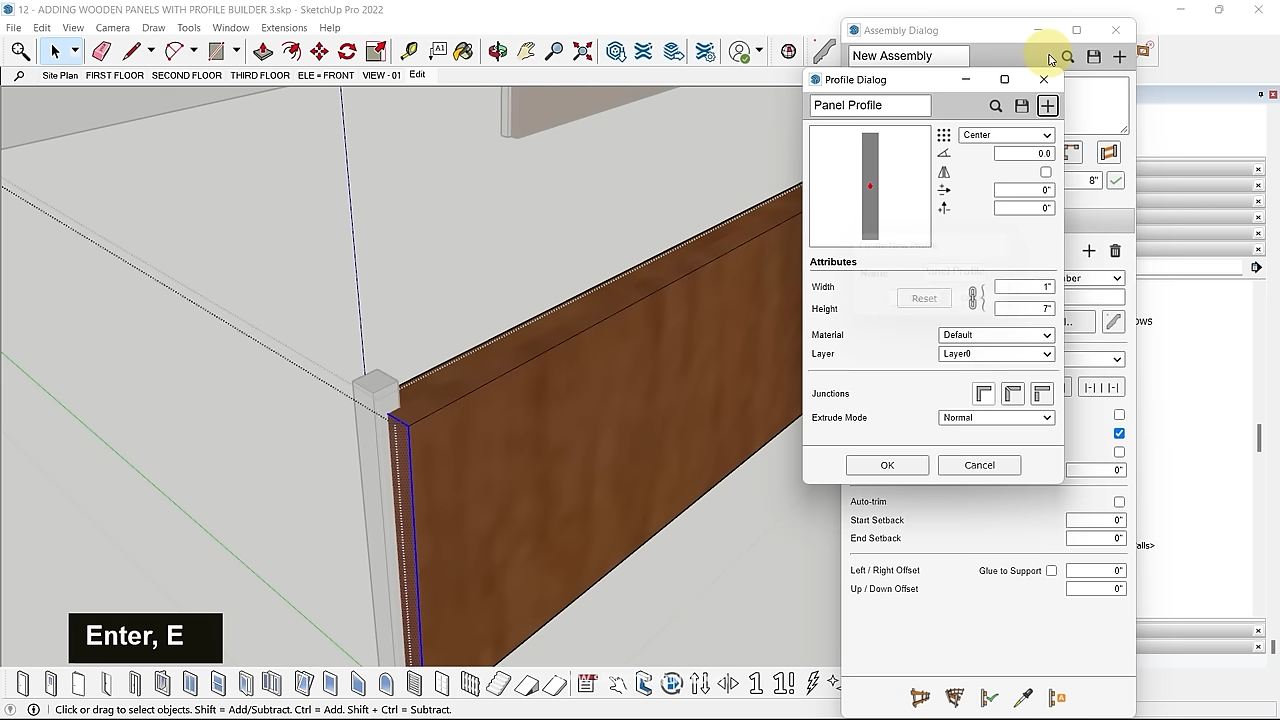 12 - ADDING WOODEN PANELS WITH PROFILE BUILDER 3.skp - SketchUp Pro 2022
File Edit View Camera Draw Tools Window Extensions Help
Site Plan FIRST FLOOR SECOND FLOOR THIRD FLOOR ELE = FRONT VIEW - 01 Edit
Assembly Dialog
New Assembly
Profile Dialog
Panel Profile
Center
0.0
0"
0"
8"
Attributes
Width 1"
Reset
Height 7"
Material Default
Layer Layer0
Junctions
Extrude Mode Normal
OK Cancel
0"
Auto-trim
Start Setback 0"
End Setback 0"
Left / Right Offset Glue to Support 0"
Up / Down Offset 0"
Enter, E
Click or drag to select objects. Shift = Add/Subtract. Ctrl = Add. Shift + Ctrl = Subtract.